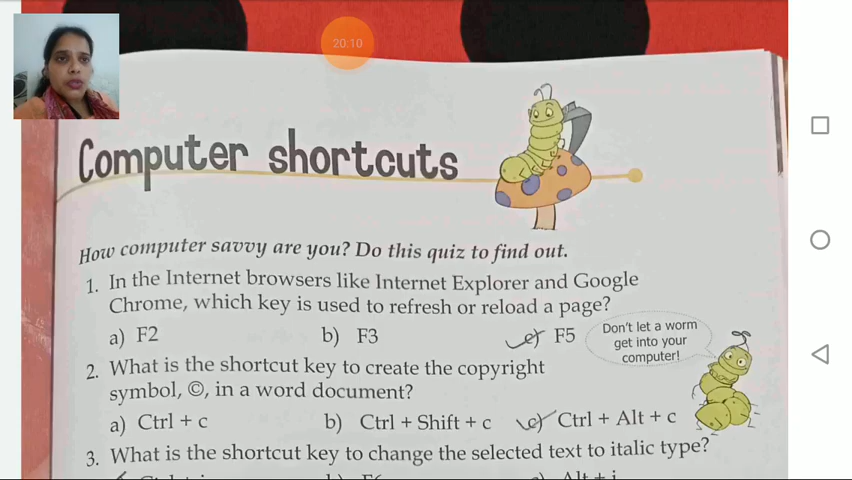 20.10
Computer shortcuts
How computer savvy are you? Do this quiz to find out.
1. In the Internet browsers like Internet Explorer and Google
Chrome, which key is used to refresh or reload a page?
a) F2 b) F3 c) F5
Don't let a worm
get into your
computer!
2. What is the shortcut key to create the copyright
symbol, ©, in a word document?
a) Ctrl + c b) Ctrl + Shift + c c) Ctrl + Alt + c
3. What is the shortcut key to change the selected text to italic type?
Alt + i